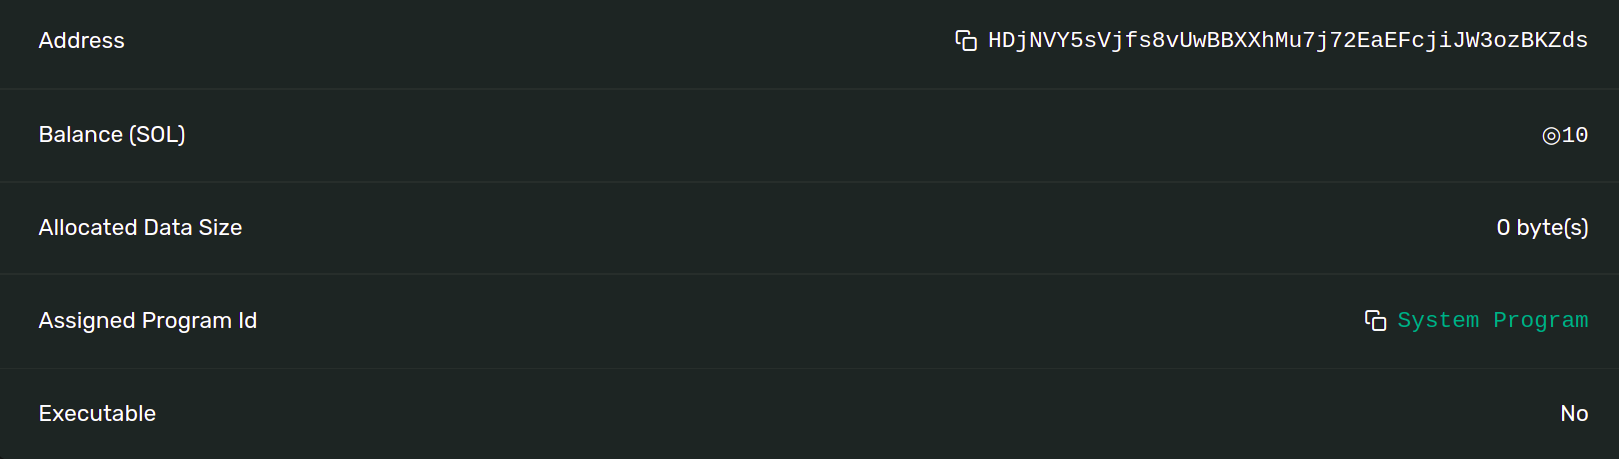 Address HDjNVY5sVjfs8vUwBBXXhMu7j72EaEFcjiJW3ozBKZds
Balance (SOL) ◎10
Allocated Data Size 0 byte(s)
Assigned Program Id System Program
Executable No